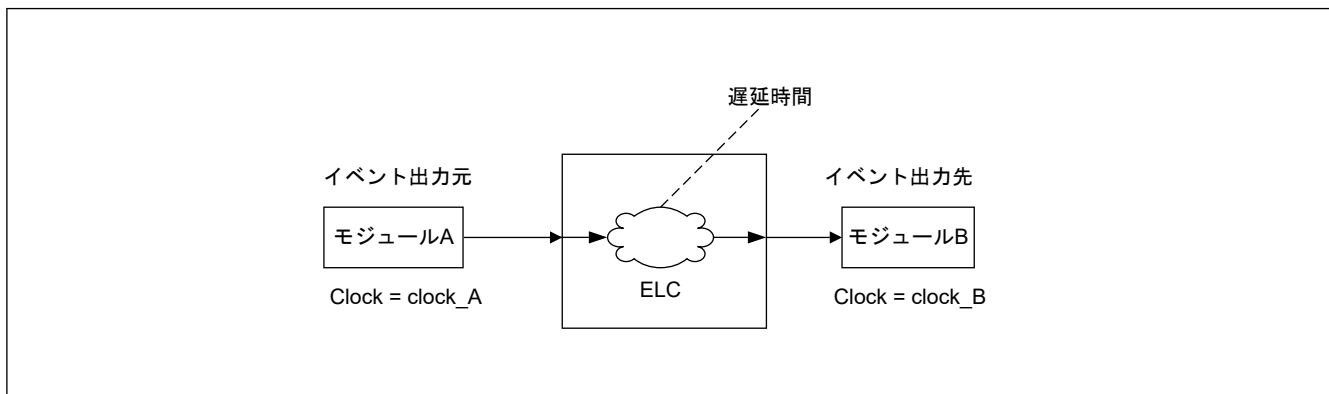 遅延時間
イベント出力元
イベント出力先
モジュールA
モジュールB
ELC
Clock = clock_A
Clock = clock_B